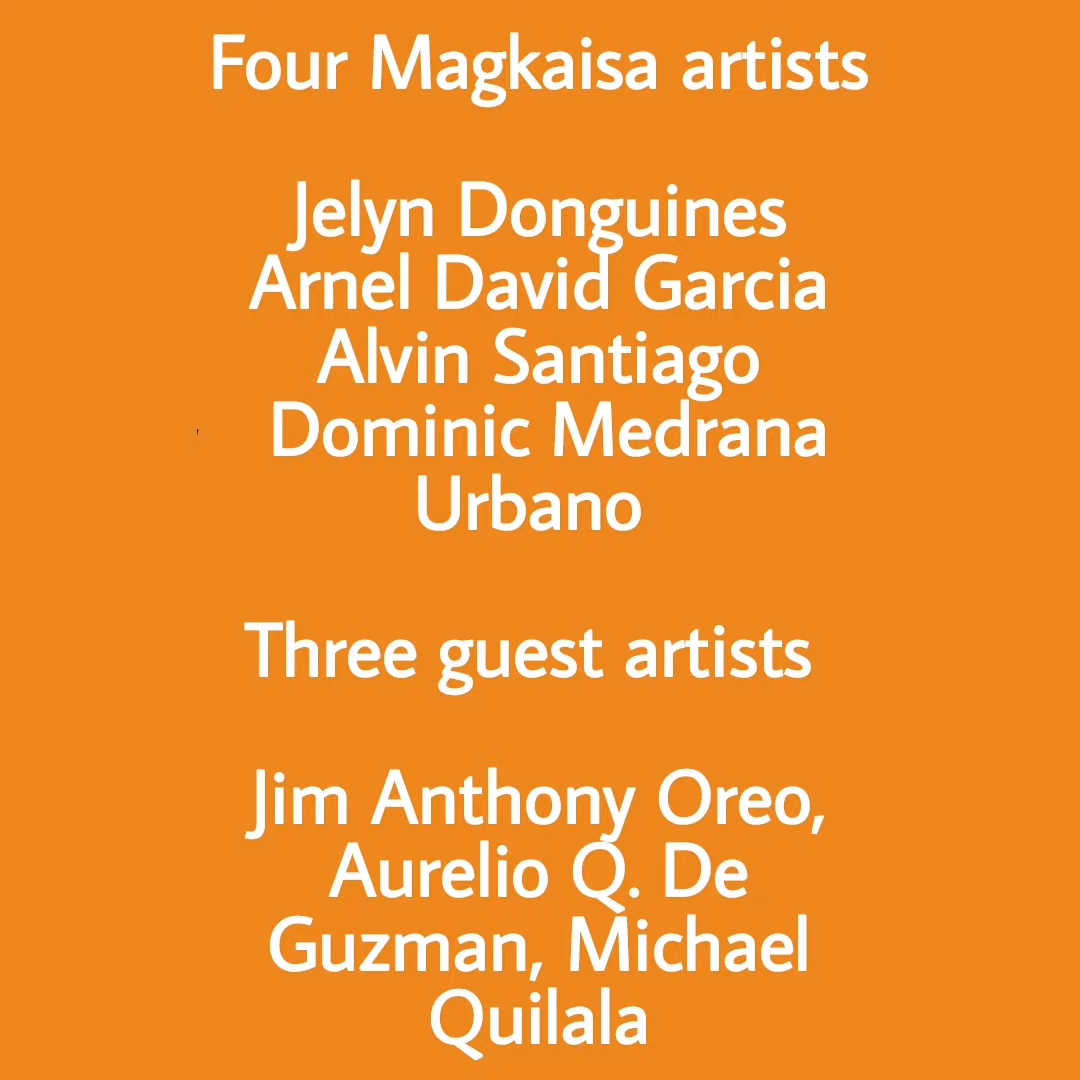 Four Magkaisa artists
Jelyn Donguines
Arnel David Garcia
Alvin Santiago
Dominic Medrana
Urbano
Three guest artists
Jim Anthony Oreo,
Aurelio Q. De
Guzman, Michael
Quilala